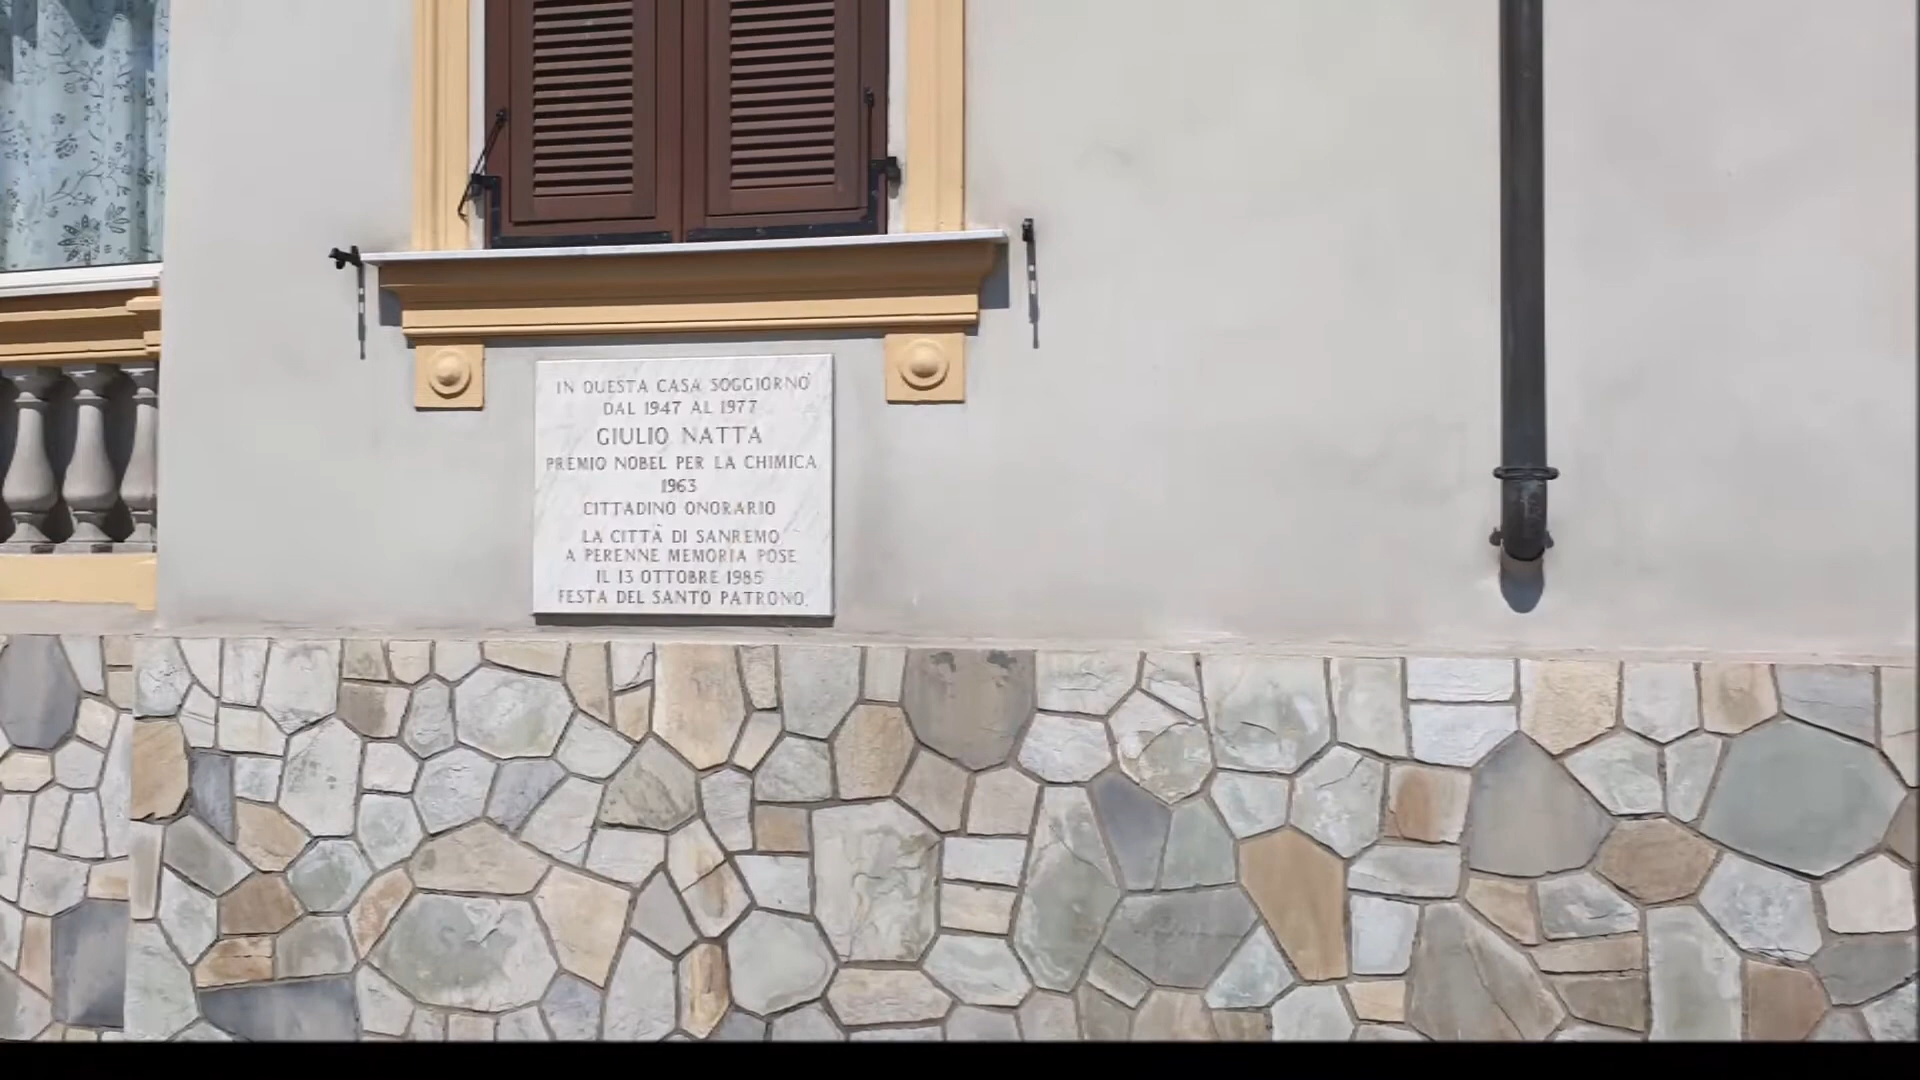 IN QUESTA CASA SOGGIORNO'
DAL 1947 AL 1977
GIULIO NATTA
PREMIO NOBEL PER LA CHIMICA
1963
CITTADINO ONORARIO
LA CITTÀ DI SANREMO
A PERENNE MEMORIA POSE
IL 13 OTTOBRE 1985
FESTA DEL SANTO PATRONO.